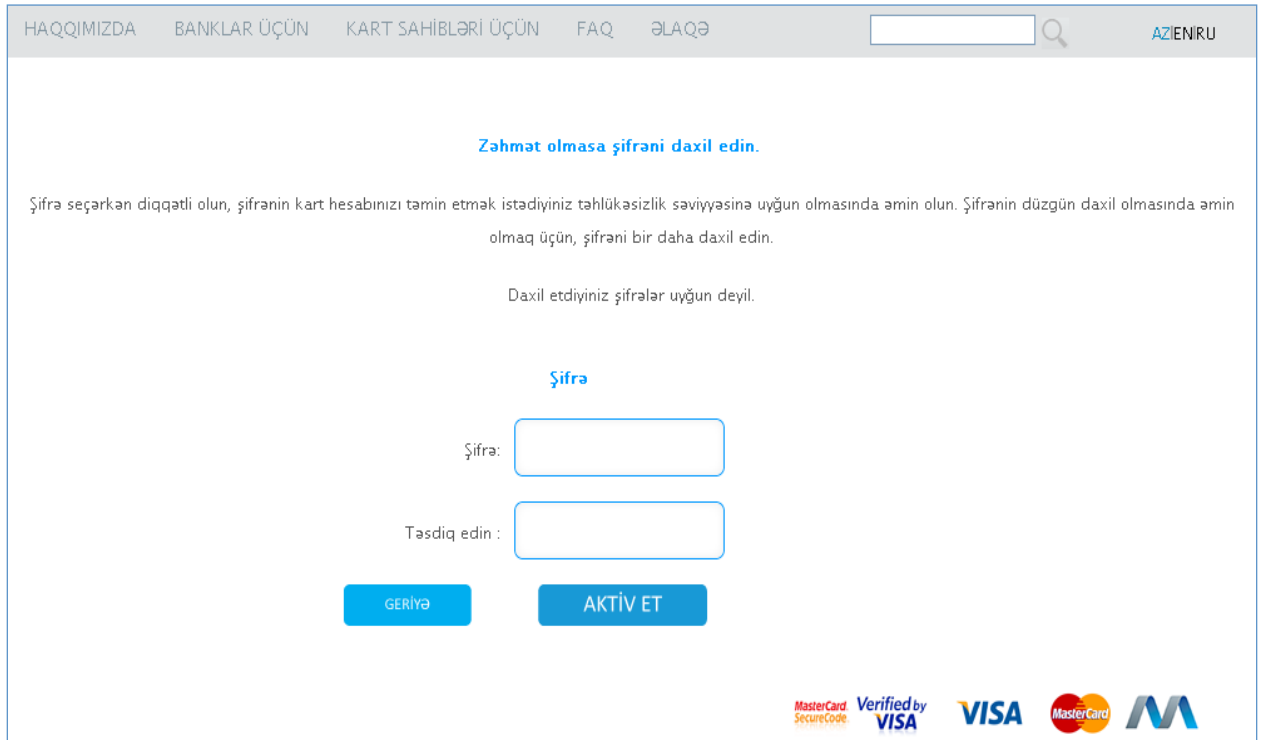 HAQQIMIZDA BANKLAR ÜÇÜN KART SAHİBLƏRİ ÜÇÜN FAQ ƏLAQƏ AZ|EN|RU
Zəhmət olmasa şifrəni daxil edin.
Şifrə seçərkən diqqətli olun, şifrənin kart hesabınızı təmin etmək istədiyiniz təhlükəsizlik səviyyəsinə uyğun olmasında əmin olun. Şifrənin düzgün daxil olmasında əmin
olmaq üçün, şifrəni bir daha daxil edin.
Daxil etdiyiniz şifrələr uyğun deyil.
Şifrə
Şifrə:
Təsdiq edin :
GERİYƏ AKTİV ET
MasterCard. Verified by VISA MasterCard
SecureCode. VISA